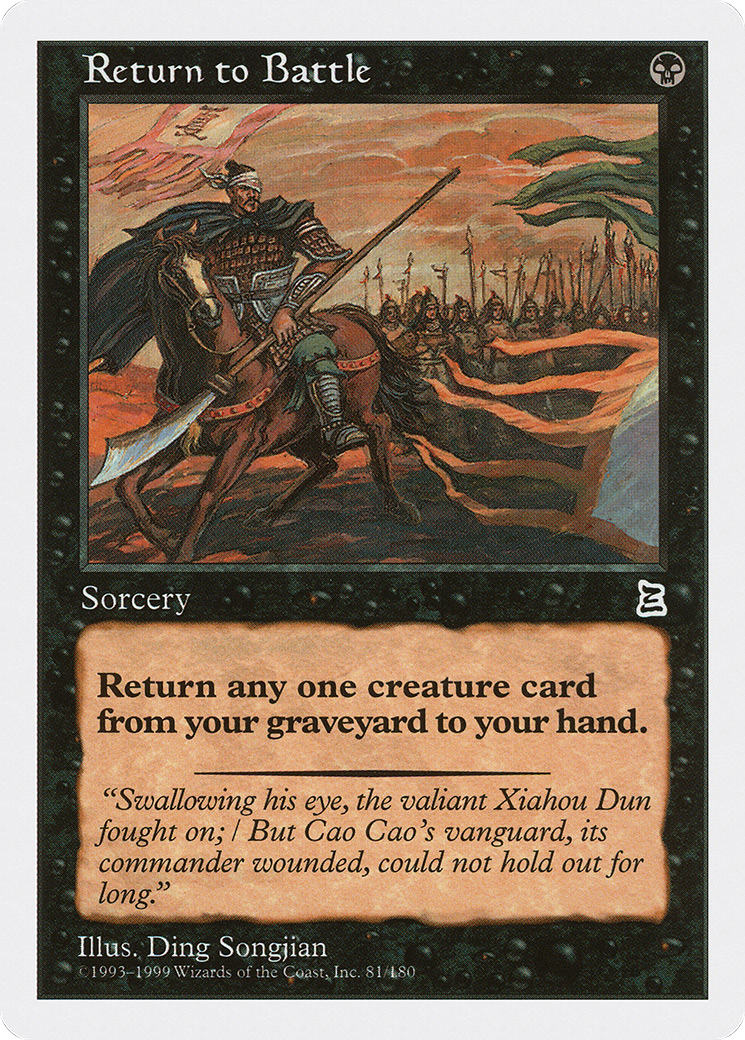 Return to Battle
Sorcery
Return any one creature card
from your graveyard to your hand.
“Swallowing his eye, the valiant Xiahou Dun
fought on; / But Cao Cao’s vanguard, its
commander wounded, could not hold out for
long.”
Illus. Ding Songjian
©1993–1999 Wizards of the Coast, Inc. 81/180